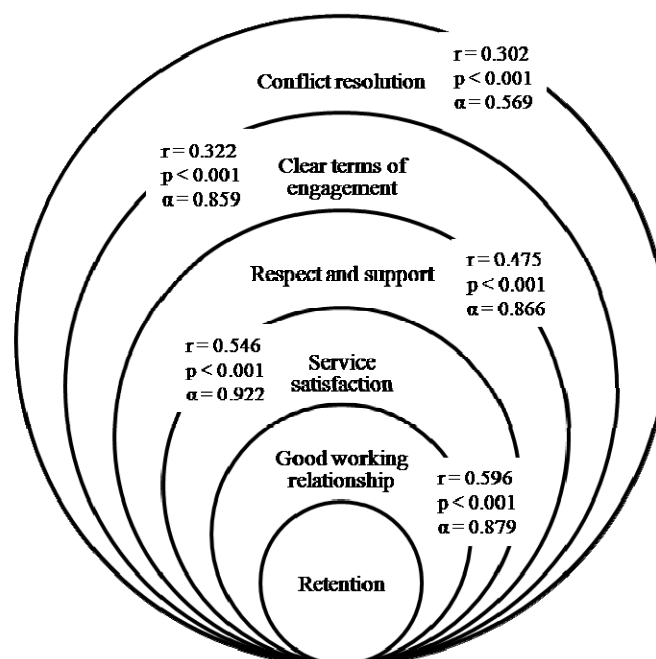 Conflict resolution
r = 0.302
p < 0.001
α = 0.569
r = 0.322
p < 0.001
α = 0.859
Clear terms of
engagement
Respect and support
r = 0.475
p < 0.001
α = 0.866
r = 0.546
p < 0.001
α = 0.922
Service
satisfaction
Good working
relationship
r = 0.596
p < 0.001
α = 0.879
Retention